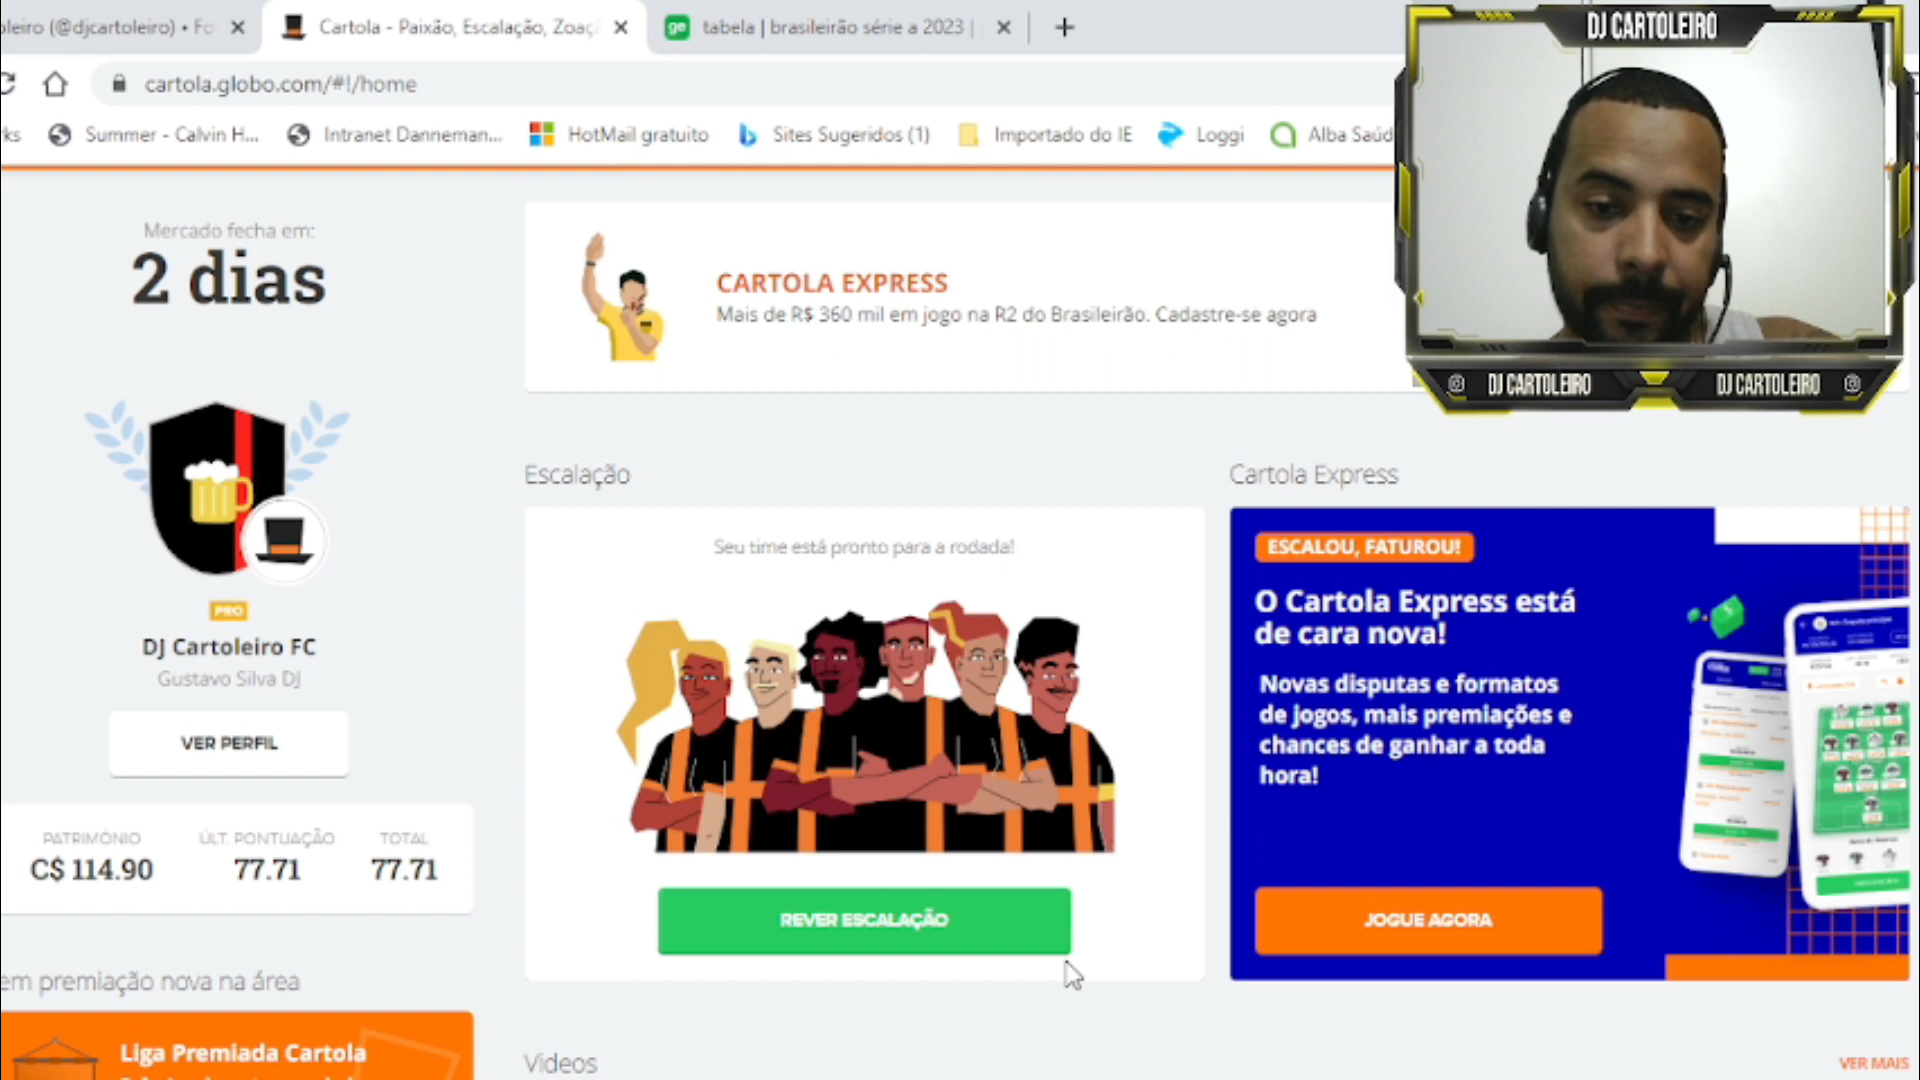 oleiro (@djcartoleiro) • Fo
Cartola - Paixão, Escalação, Zoaç
ge
tabela | brasileirão série a 2023 |
DJ CARTOLEIRO
cartola.globo.com/#!/home
ks
Summer - Calvin H...
Intranet Danneman...
HotMail gratuito
Sites Sugeridos (1)
Importado do IE
Loggi
Alba Saúd
Mercado fecha em:
2 dias
CARTOLA EXPRESS
Mais de R$ 360 mil em jogo na R2 do Brasileirão. Cadastre-se agora
DJ CARTOLEIRO
DJ CARTOLEIRO
Escalação
Cartola Express
Seu time está pronto para a rodada!
ESCALOU, FATUROU!
O Cartola Express está
de cara nova!
Novas disputas e formatos
de jogos, mais premiações e
chances de ganhar a toda
hora!
PRO
DJ Cartoleiro FC
Gustavo Silva DJ
VER PERFIL
PATRIMÔNIO
ÚLT. PONTUAÇÃO
TOTAL
C$ 114.90
77.71
77.71
REVER ESCALAÇÃO
JOGUE AGORA
em premiação nova na área
Liga Premiada Cartola
Videos
VER MAIS